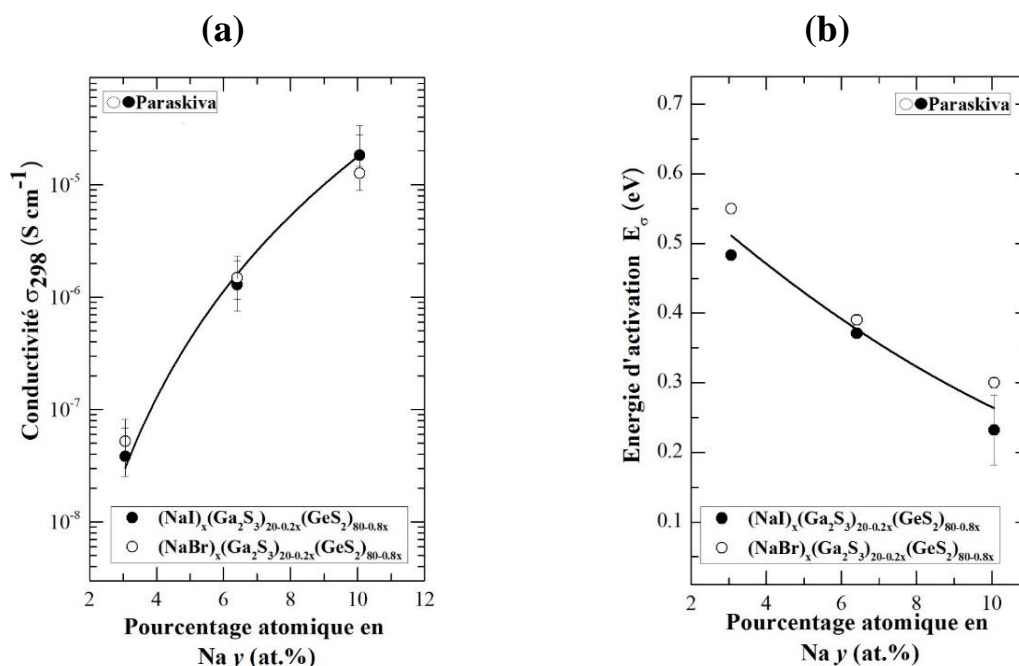 (a)
○●Paraskiva
Conductivité σ₂₉₈ (S cm⁻¹)
10⁻⁵
10⁻⁶
10⁻⁷
10⁻⁸
● (NaI)ₓ(Ga₂S₃)₂₀₋₀.₂ₓ(GeS₂)₈₀₋₀.₈ₓ
○ (NaBr)ₓ(Ga₂S₃)₂₀₋₀.₂ₓ(GeS₂)₈₀₋₀.₈ₓ
2 4 6 8 10 12
Pourcentage atomique en
Na y (at.%)
(b)
○●Paraskiva
Energie d'activation E_σ (eV)
0.7
0.6
0.5
0.4
0.3
0.2
0.1
● (NaI)ₓ(Ga₂S₃)₂₀₋₀.₂ₓ(GeS₂)₈₀₋₀.₈ₓ
○ (NaBr)ₓ(Ga₂S₃)₂₀₋₀.₂ₓ(GeS₂)₈₀₋₀.₈ₓ
2 4 6 8 10
Pourcentage atomique en
Na y (at.%)